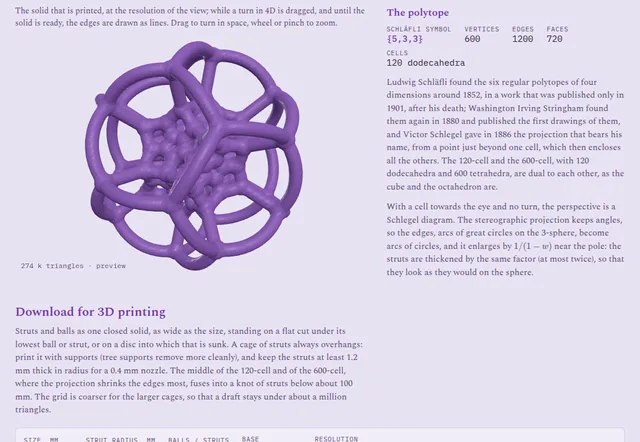 The solid that is printed, at the resolution of the view; while a turn in 4D is dragged, and until the
solid is ready, the edges are drawn as lines. Drag to turn in space, wheel or pinch to zoom.
274 k triangles · preview
Download for 3D printing
Struts and balls as one closed solid, as wide as the size, standing on a flat cut under its
lowest ball or strut, or on a disc into which that is sunk. A cage of struts always overhangs:
print it with supports (tree supports remove more cleanly), and keep the struts at least 1.2
mm thick in radius for a 0.4 mm nozzle. The middle of the 120-cell and of the 600-cell,
where the projection shrinks the edges most, fuses into a knot of struts below about 100
mm. The grid is coarser for the larger cages, so that a draft stays under about a million
triangles.
SIZE, MM STRUT RADIUS, MM BALLS / STRUTS BASE RESOLUTION
The polytope
SCHLÄFLI SYMBOL VERTICES EDGES FACES
{5,3,3} 600 1200 720
CELLS
120 dodecahedra
Ludwig Schläfli found the six regular polytopes of four
dimensions around 1852, in a work that was published only in
1901, after his death; Washington Irving Stringham found
them again in 1880 and published the first drawings of them,
and Victor Schlegel gave in 1886 the projection that bears his
name, from a point just beyond one cell, which then encloses
all the others. The 120-cell and the 600-cell, with 120
dodecahedra and 600 tetrahedra, are dual to each other, as the
cube and the octahedron are.
With a cell towards the eye and no turn, the perspective is a
Schlegel diagram. The stereographic projection keeps angles,
so the edges, arcs of great circles on the 3-sphere, become
arcs of circles, and it enlarges by 1/(1 − w) near the pole: the
struts are thickened by the same factor (at most twice), so that
they look as they would on the sphere.